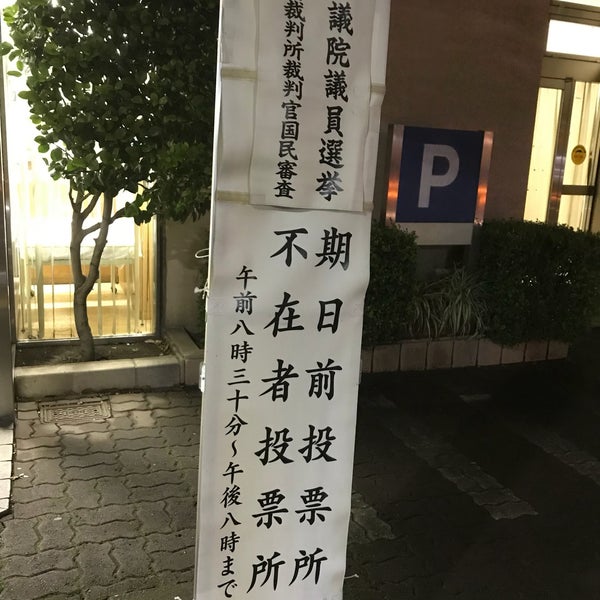 議院議員選挙
裁判所裁判官国民審査
期日前投票所
不在者投票所
午前八時三十分～午後八時まで
P